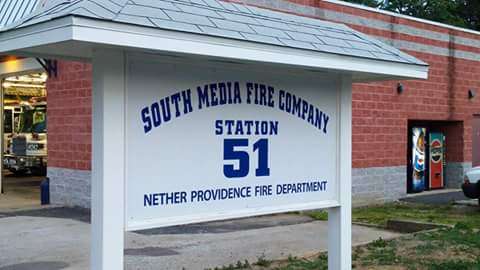 SOUTH MEDIA FIRE COMPANY
STATION
51
NETHER PROVIDENCE FIRE DEPARTMENT